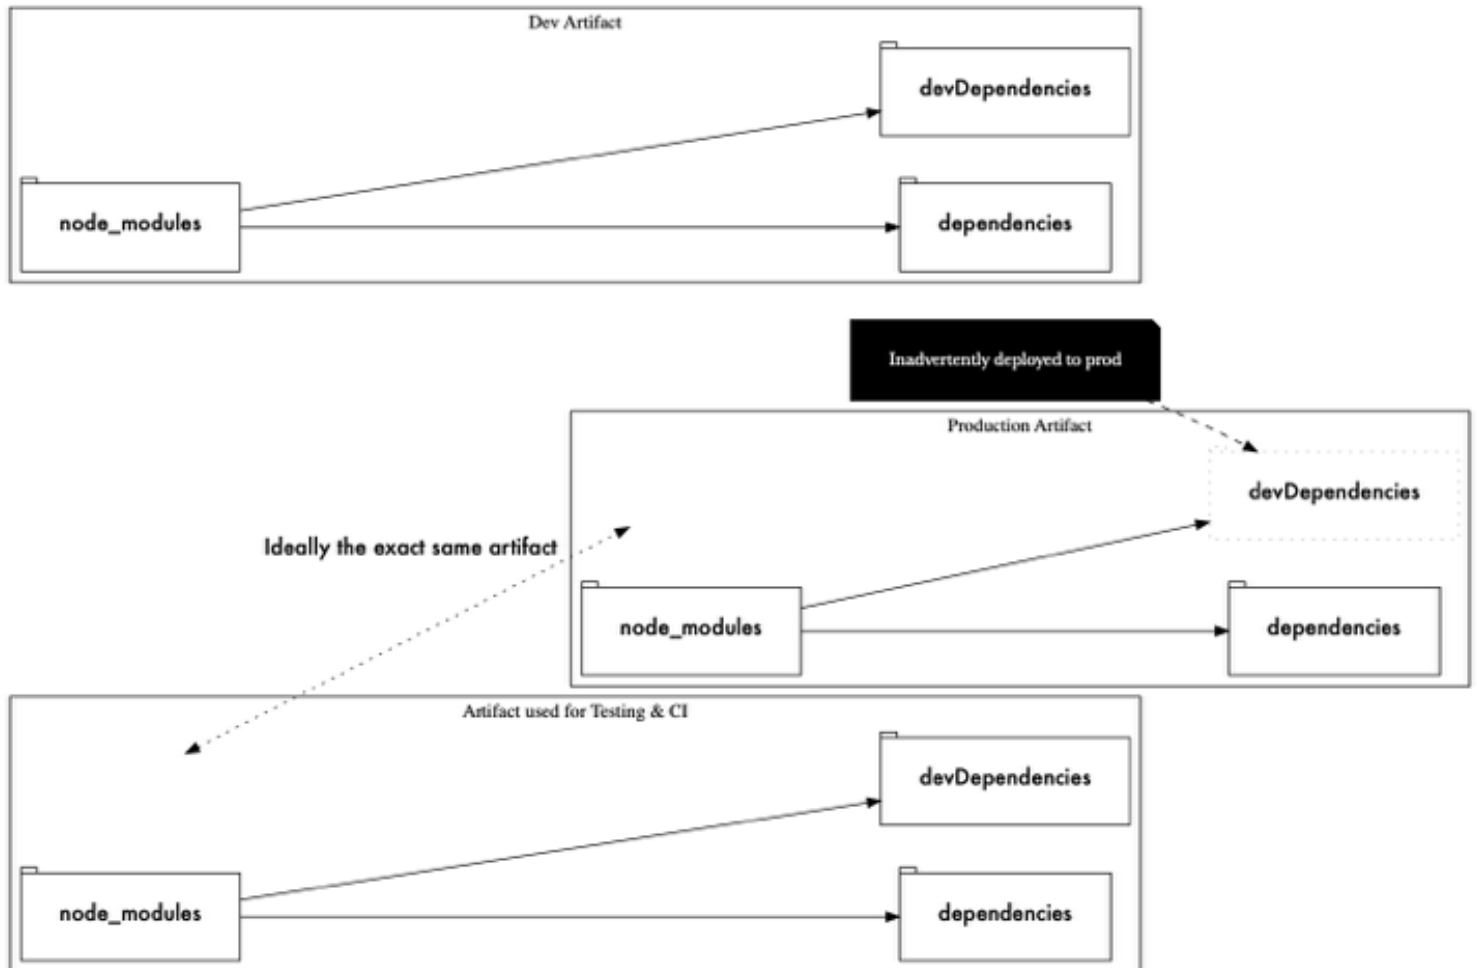 Dev Artifact
devDependencies
node_modules
dependencies
Inadvertently deployed to prod
Production Artifact
devDependencies
Ideally the exact same artifact
node_modules
dependencies
Artifact used for Testing & CI
devDependencies
node_modules
dependencies